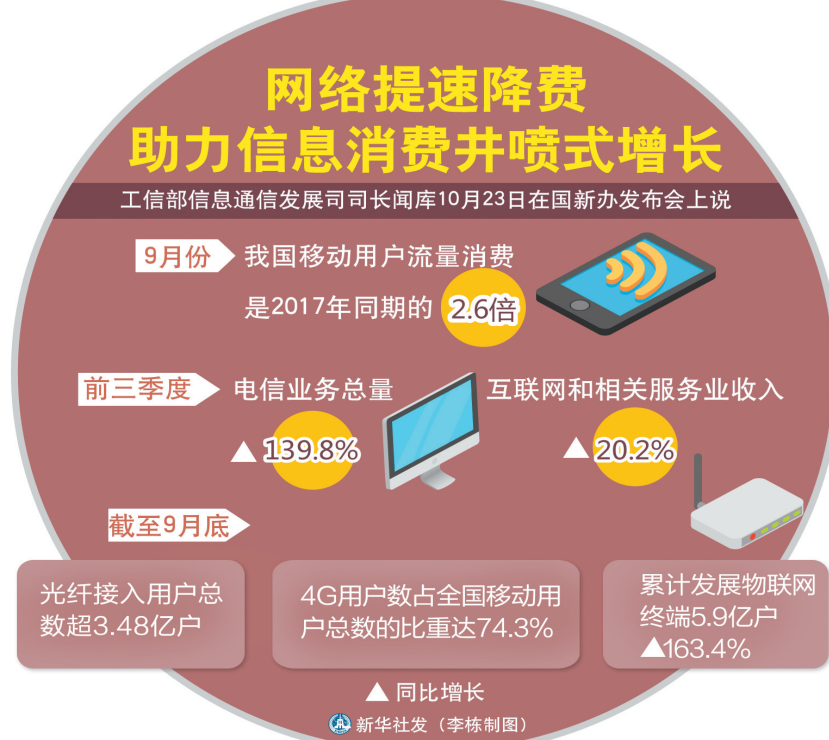 网络提速降费
助力信息消费井喷式增长
工信部信息通信发展司司长闻库10月23日在国新办发布会上说
9月份
我国移动用户流量消费
是2017年同期的 2.6倍
前三季度
电信业务总量
▲139.8%
互联网和相关服务业收入
▲20.2%
截至9月底
光纤接入用户总
数超3.48亿户
4G用户数占全国移动用
户总数的比重达74.3%
累计发展物联网
终端5.9亿户
▲163.4%
▲同比增长
新华社发（李栋制图）